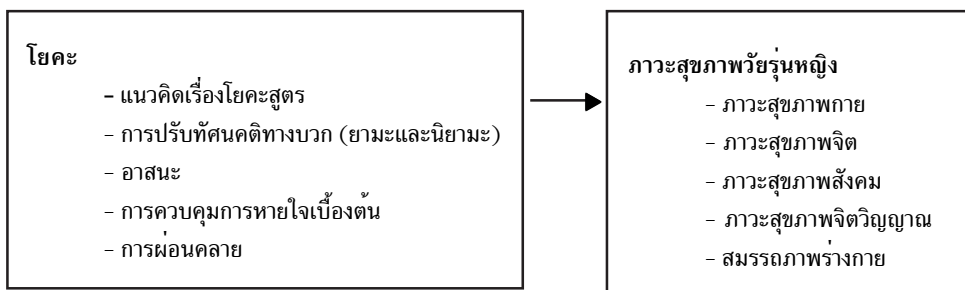 โยคะ
- แนวคิดเรื่องโยคะสูตร
- การปรับทัศนคติทางบวก (ยามะและนิยามะ)
- อาสนะ
- การควบคุมการหายใจเบื้องต้น
- การผ่อนคลาย
ภาวะสุขภาพวัยรุ่นหญิง
- ภาวะสุขภาพกาย
- ภาวะสุขภาพจิต
- ภาวะสุขภาพสังคม
- ภาวะสุขภาพจิตวิญญาณ
- สมรรถภาพร่างกาย